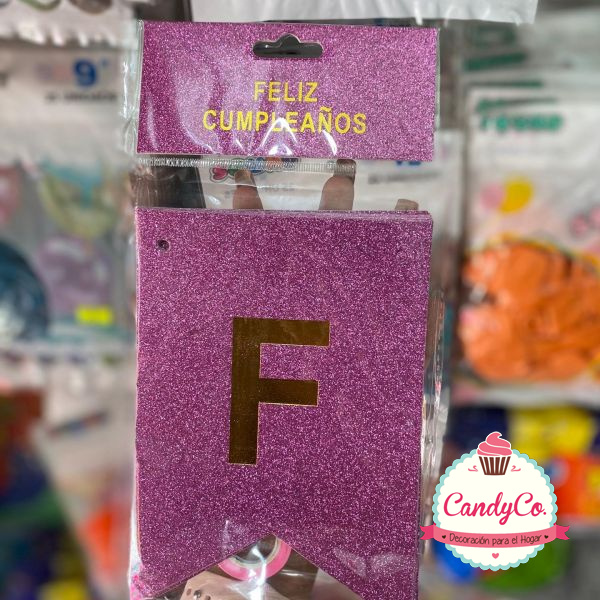 FELIZ
CUMPLEAÑOS
F
CandyCo.
Decoración para el Hogar